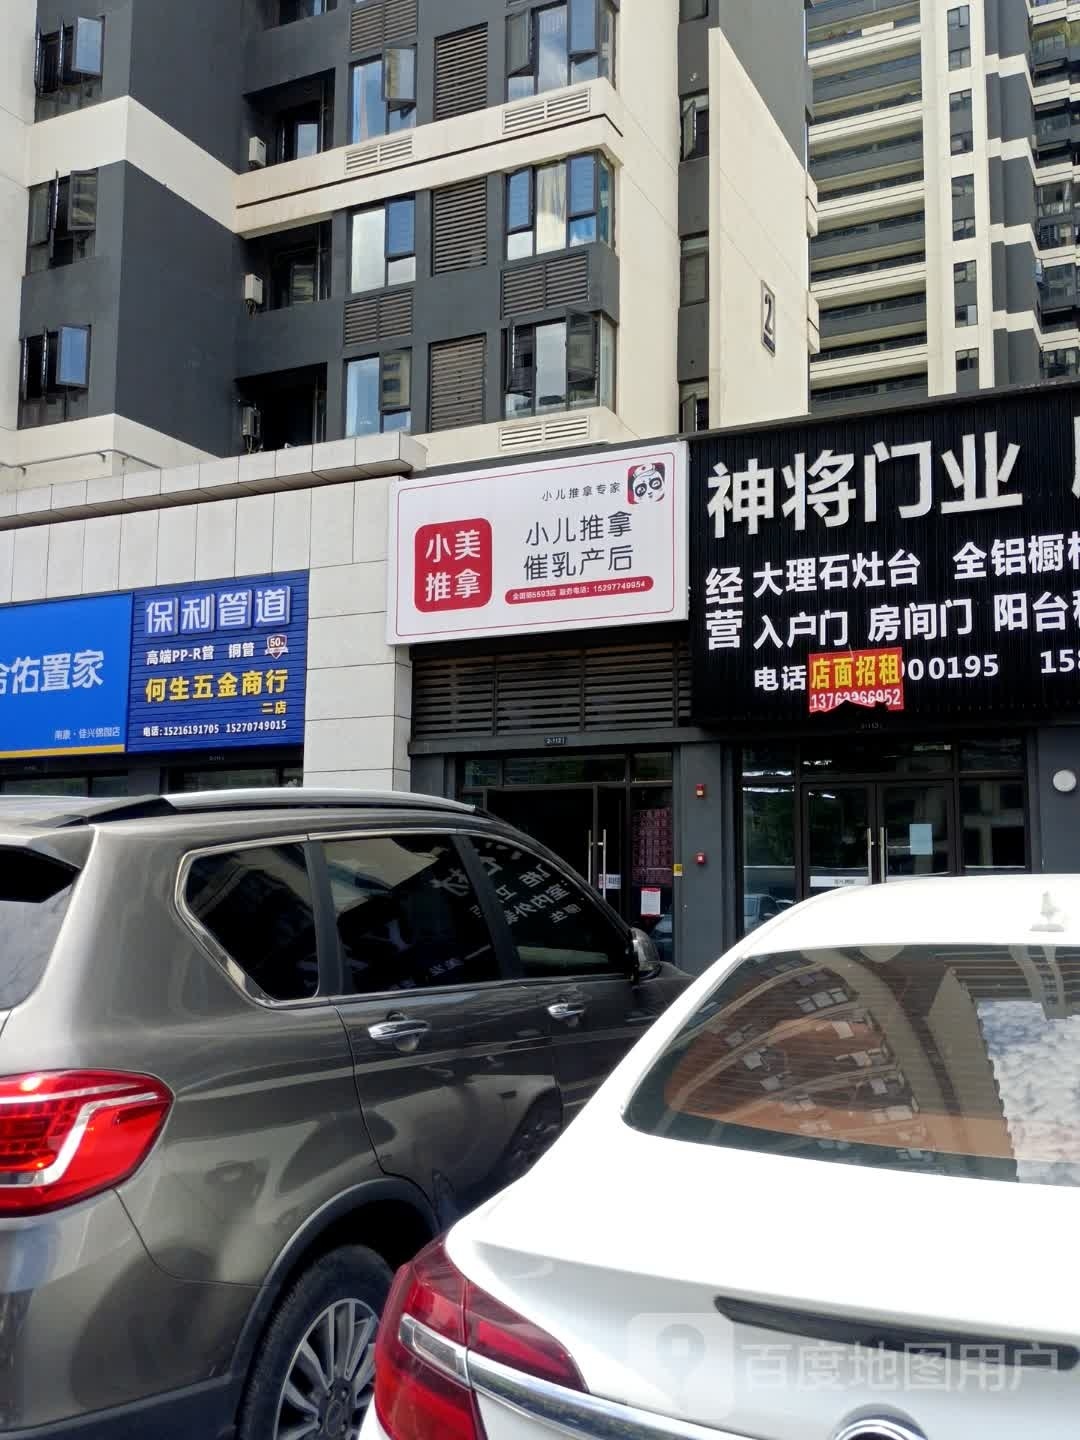 2
小儿推拿专家
小美
推拿
小儿推拿
催乳产后
全国第5593店 服务电话：15297749954
神将门业
经营
大理石灶台 全铝橱柜
入户门 房间门 阳台
电话
00195
店面招租
保利管道
高端PP-R管 铜管
50年
何生五金商行
二店
电话:15216191705 15270749015
佑置家
南康·佳兴锦园店
百度地图用户